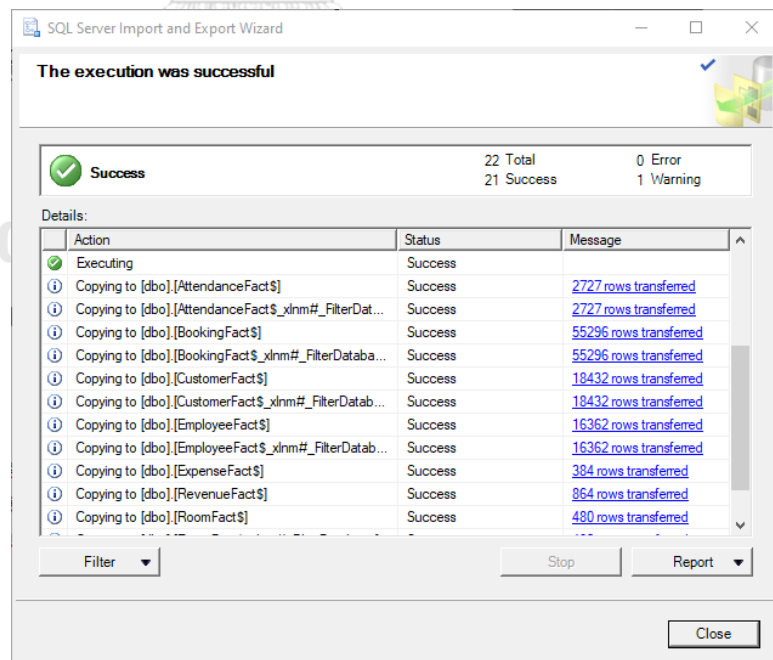 SQL Server Import and Export Wizard
The execution was successful
Success
22 Total
0 Error
21 Success
1 Warning
Details:
Action Status Message
Executing Success
Copying to [dbo].[AttendanceFact$] Success 2727 rows transferred
Copying to [dbo].[AttendanceFact$_xlnm#_FilterDat... Success 2727 rows transferred
Copying to [dbo].[BookingFact$] Success 55296 rows transferred
Copying to [dbo].[BookingFact$_xlnm#_FilterDataba... Success 55296 rows transferred
Copying to [dbo].[CustomerFact$] Success 18432 rows transferred
Copying to [dbo].[CustomerFact$_xlnm#_FilterDatab... Success 18432 rows transferred
Copying to [dbo].[EmployeeFact$] Success 16362 rows transferred
Copying to [dbo].[EmployeeFact$_xlnm#_FilterDatab... Success 16362 rows transferred
Copying to [dbo].[ExpenseFact$] Success 384 rows transferred
Copying to [dbo].[RevenueFact$] Success 864 rows transferred
Copying to [dbo].[RoomFact$] Success 480 rows transferred
Filter Stop Report
Close